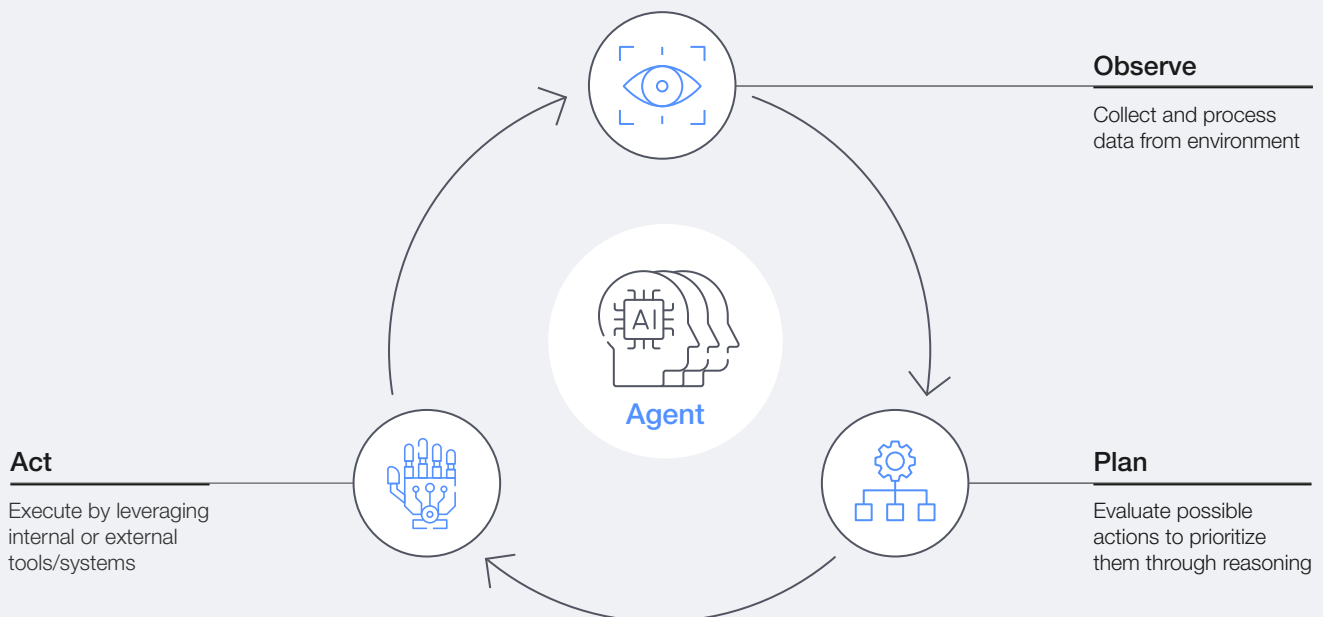 Observe
Collect and process
data from environment
AI
Agent
Act
Execute by leveraging
internal or external
tools/systems
Plan
Evaluate possible
actions to prioritize
them through reasoning